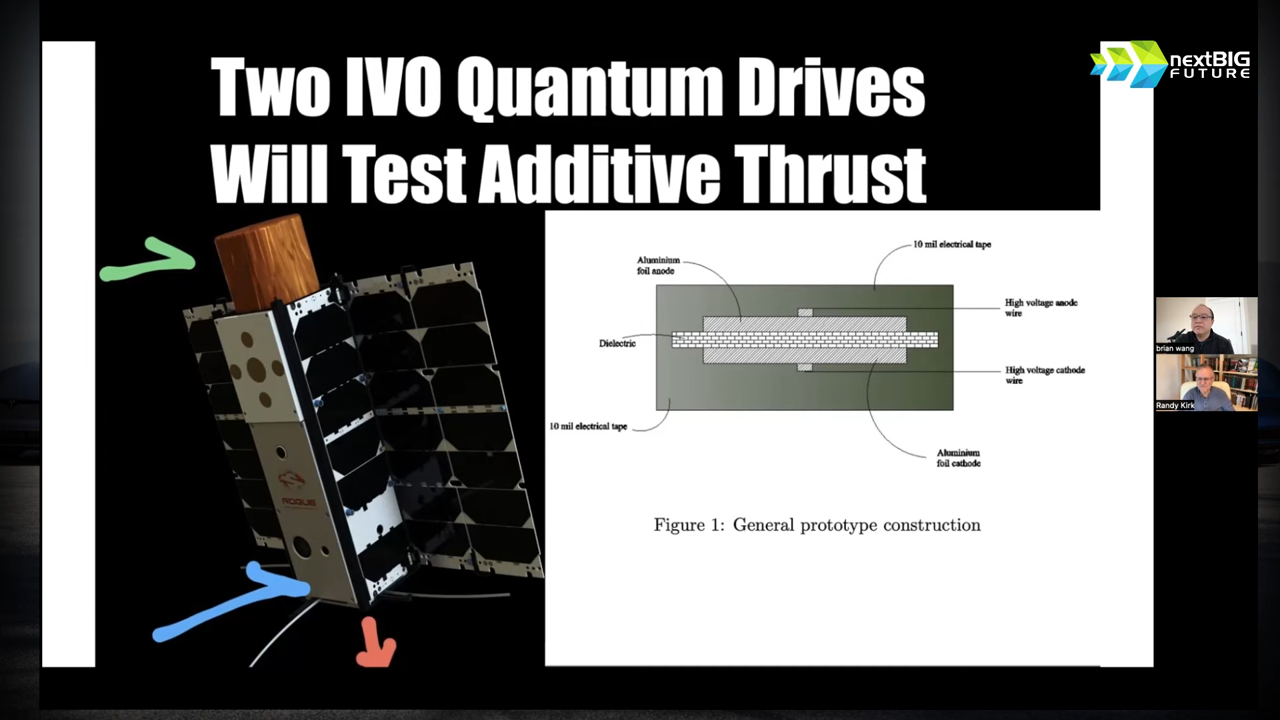 Two IVO Quantum Drives
Will Test Additive Thrust
nextBIG
FUTURE
10 mil electrical tape
Aluminium
foil anode
High voltage anode
wire
Dielectric
High voltage cathode
wire
10 mil electrical tape
Aluminium
foil cathode
Figure 1: General prototype construction
ROGUE
brian wang
Randy Kirk